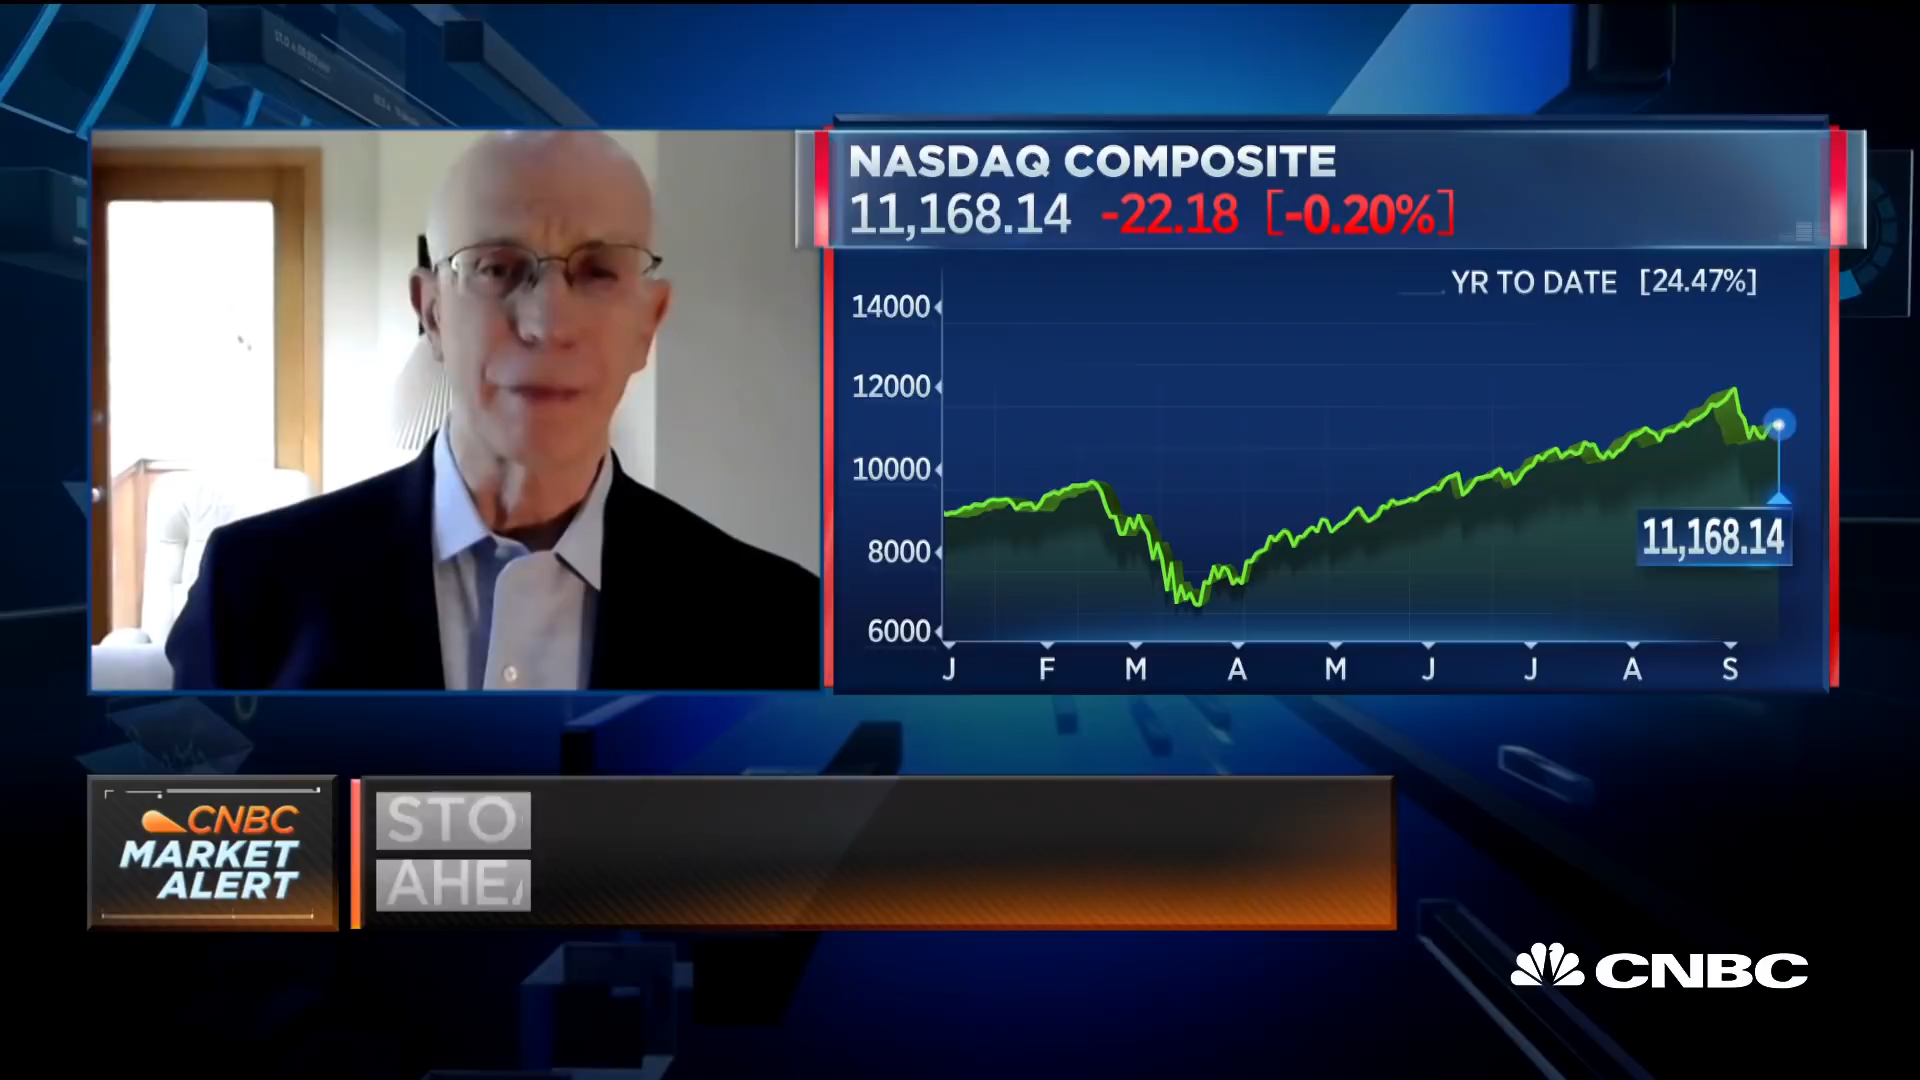 NASDAQ COMPOSITE
11,168.14 -22.18 [-0.20%]
YR TO DATE [24.47%]
14000
12000
10000
8000
6000
11,168.14
J F M A M J J A S
CNBC
MARKET
ALERT
STO
AHE
CNBC